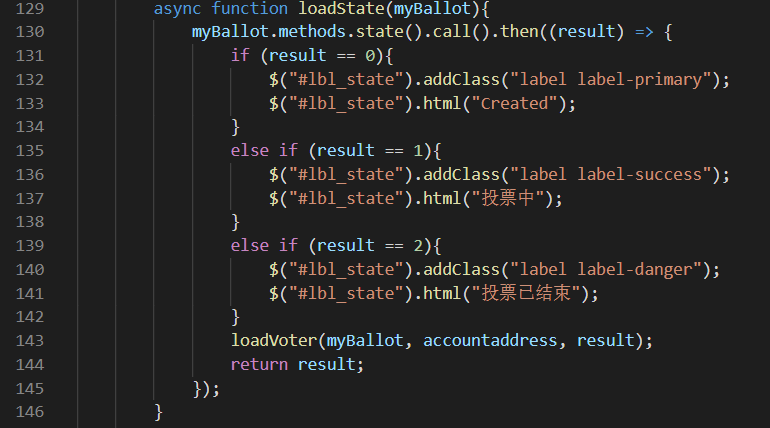 129 async function loadState(myBallot){
130 myBallot.methods.state().call().then((result) => {
131 if (result == 0){
132 $("#lbl_state").addClass("label label-primary");
133 $("#lbl_state").html("Created");
134 }
135 else if (result == 1){
136 $("#lbl_state").addClass("label label-success");
137 $("#lbl_state").html("投票中");
138 }
139 else if (result == 2){
140 $("#lbl_state").addClass("label label-danger");
141 $("#lbl_state").html("投票已结束");
142 }
143 loadVoter(myBallot, accountaddress, result);
144 return result;
145 });
146 }